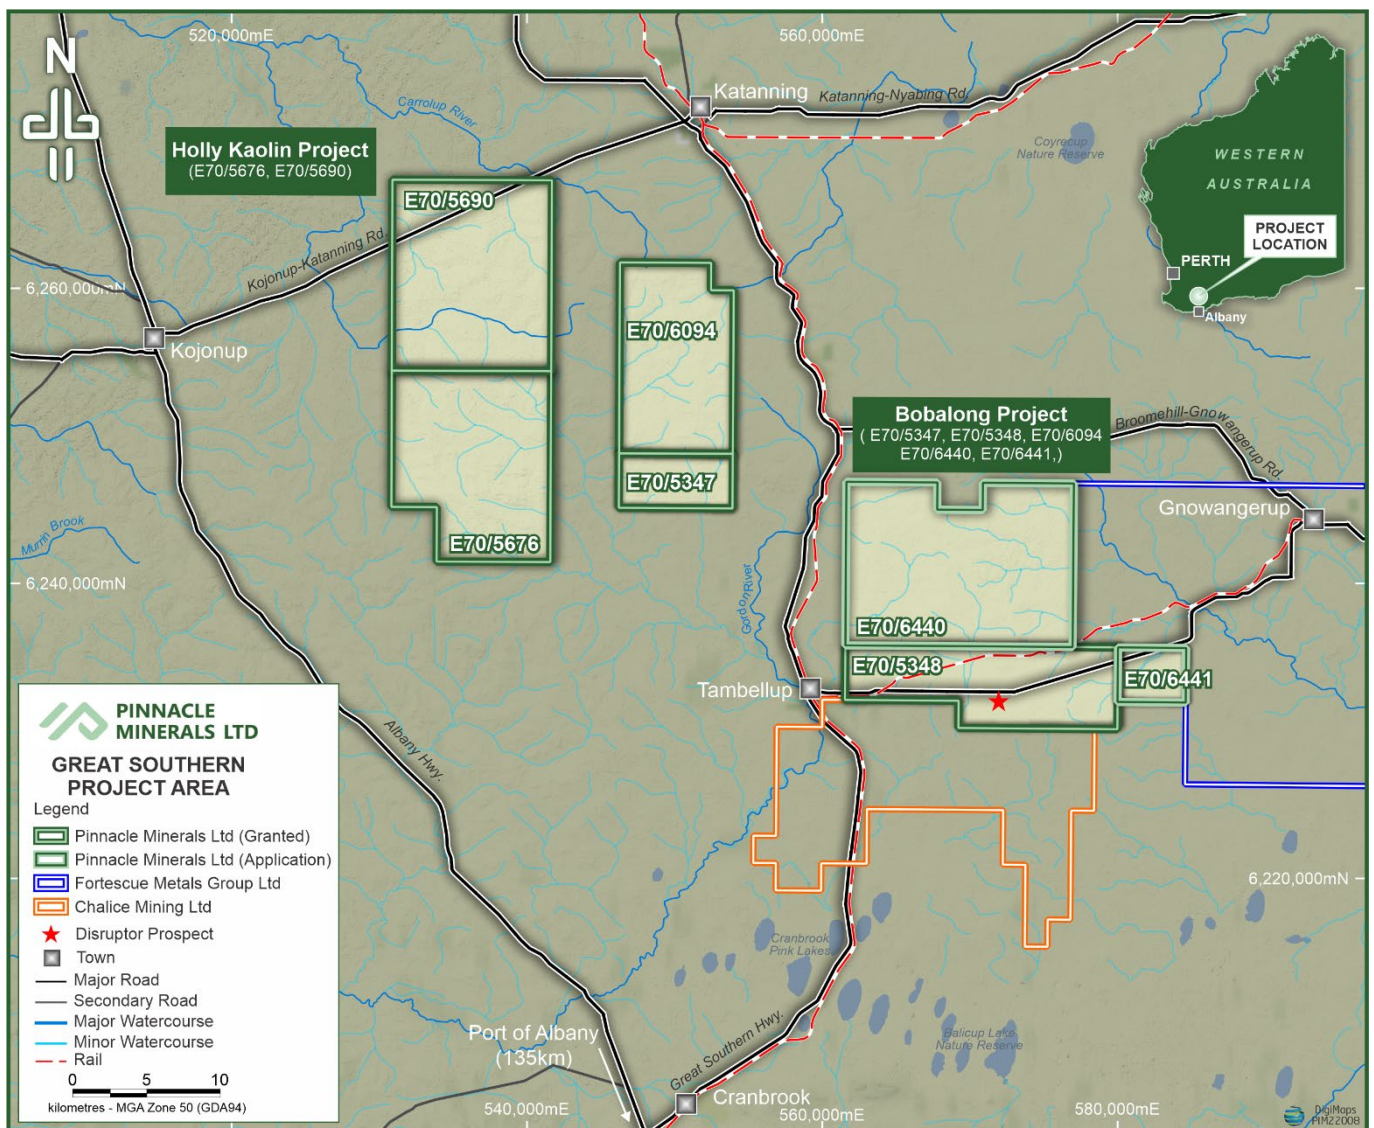 520,000mE
560,000mE
N
Carrolup River
Katanning
Katanning-Nyabing Rd.
Coyrecup
Nature Reserve
Holly Kaolin Project
(E70/5676, E70/5690)
WESTERN
AUSTRALIA
PROJECT
LOCATION
PERTH
Albany
E70/5690
Kojonup-Katanning Rd.
6,260,000mN
E70/6094
Kojonup
Bobalong Project
( E70/5347, E70/5348, E70/6094
E70/6440, E70/6441,)
Broomehill-Gnowangerup Rd.
E70/5347
Gnowangerup
Murrin Brook
E70/5676
6,240,000mN
Gordon River
E70/6440
E70/5348
E70/6441
Tambellup
PINNACLE
MINERALS LTD
GREAT SOUTHERN
PROJECT AREA
Legend
Pinnacle Minerals Ltd (Granted)
Pinnacle Minerals Ltd (Application)
Fortescue Metals Group Ltd
Chalice Mining Ltd
Disruptor Prospect
Town
Major Road
Secondary Road
Major Watercourse
Minor Watercourse
Rail
0 5 10
kilometres - MGA Zone 50 (GDA94)
Albany Hwy.
6,220,000mN
Cranbrook
Pink Lakes
Balicup Lake
Nature Reserve
Port of Albany
(135km)
Great Southern Hwy.
Cranbrook
540,000mE
560,000mE
580,000mE
DigiMaps
PIM22008